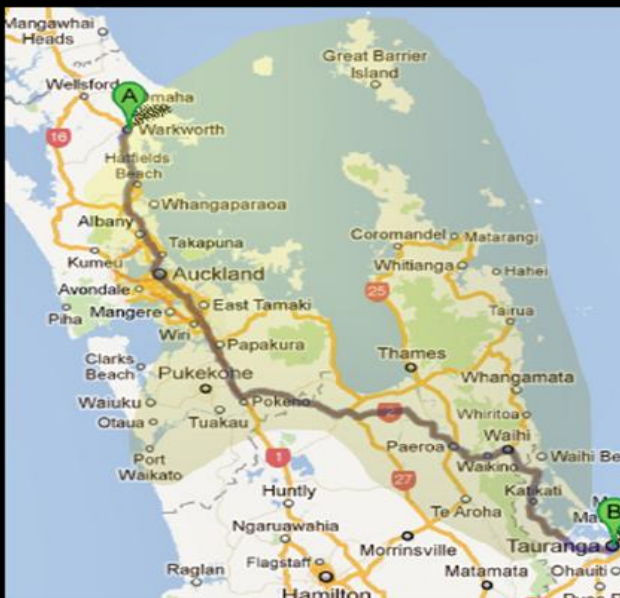 Mangawhai
Heads
Great Barrier
Island
Wellsford
A
Omaha
16
Warkworth
Hatfields
Beach
Whangaparaoa
Albany
Takapuna
Coromandel
Matarangi
Kumeu
Auckland
Whitianga
Hahei
Avondale
25
East Tamaki
Piha
Mangere
Tairua
Wiri
Papakura
Clarks
Beach
Thames
Pukekohe
Whangamata
Waiuku
Pokeno
Whiritoa
Otaua
Tuakau
Waihi
Paeroa
Waihi Be
Port
Waikato
1
Waikino
27
Katikati
Huntly
Te Aroha
B
Ngaruawahia
Morrinsville
Tauranga
Raglan
Flagstaff
Matamata
Ohauiti
Hamilton